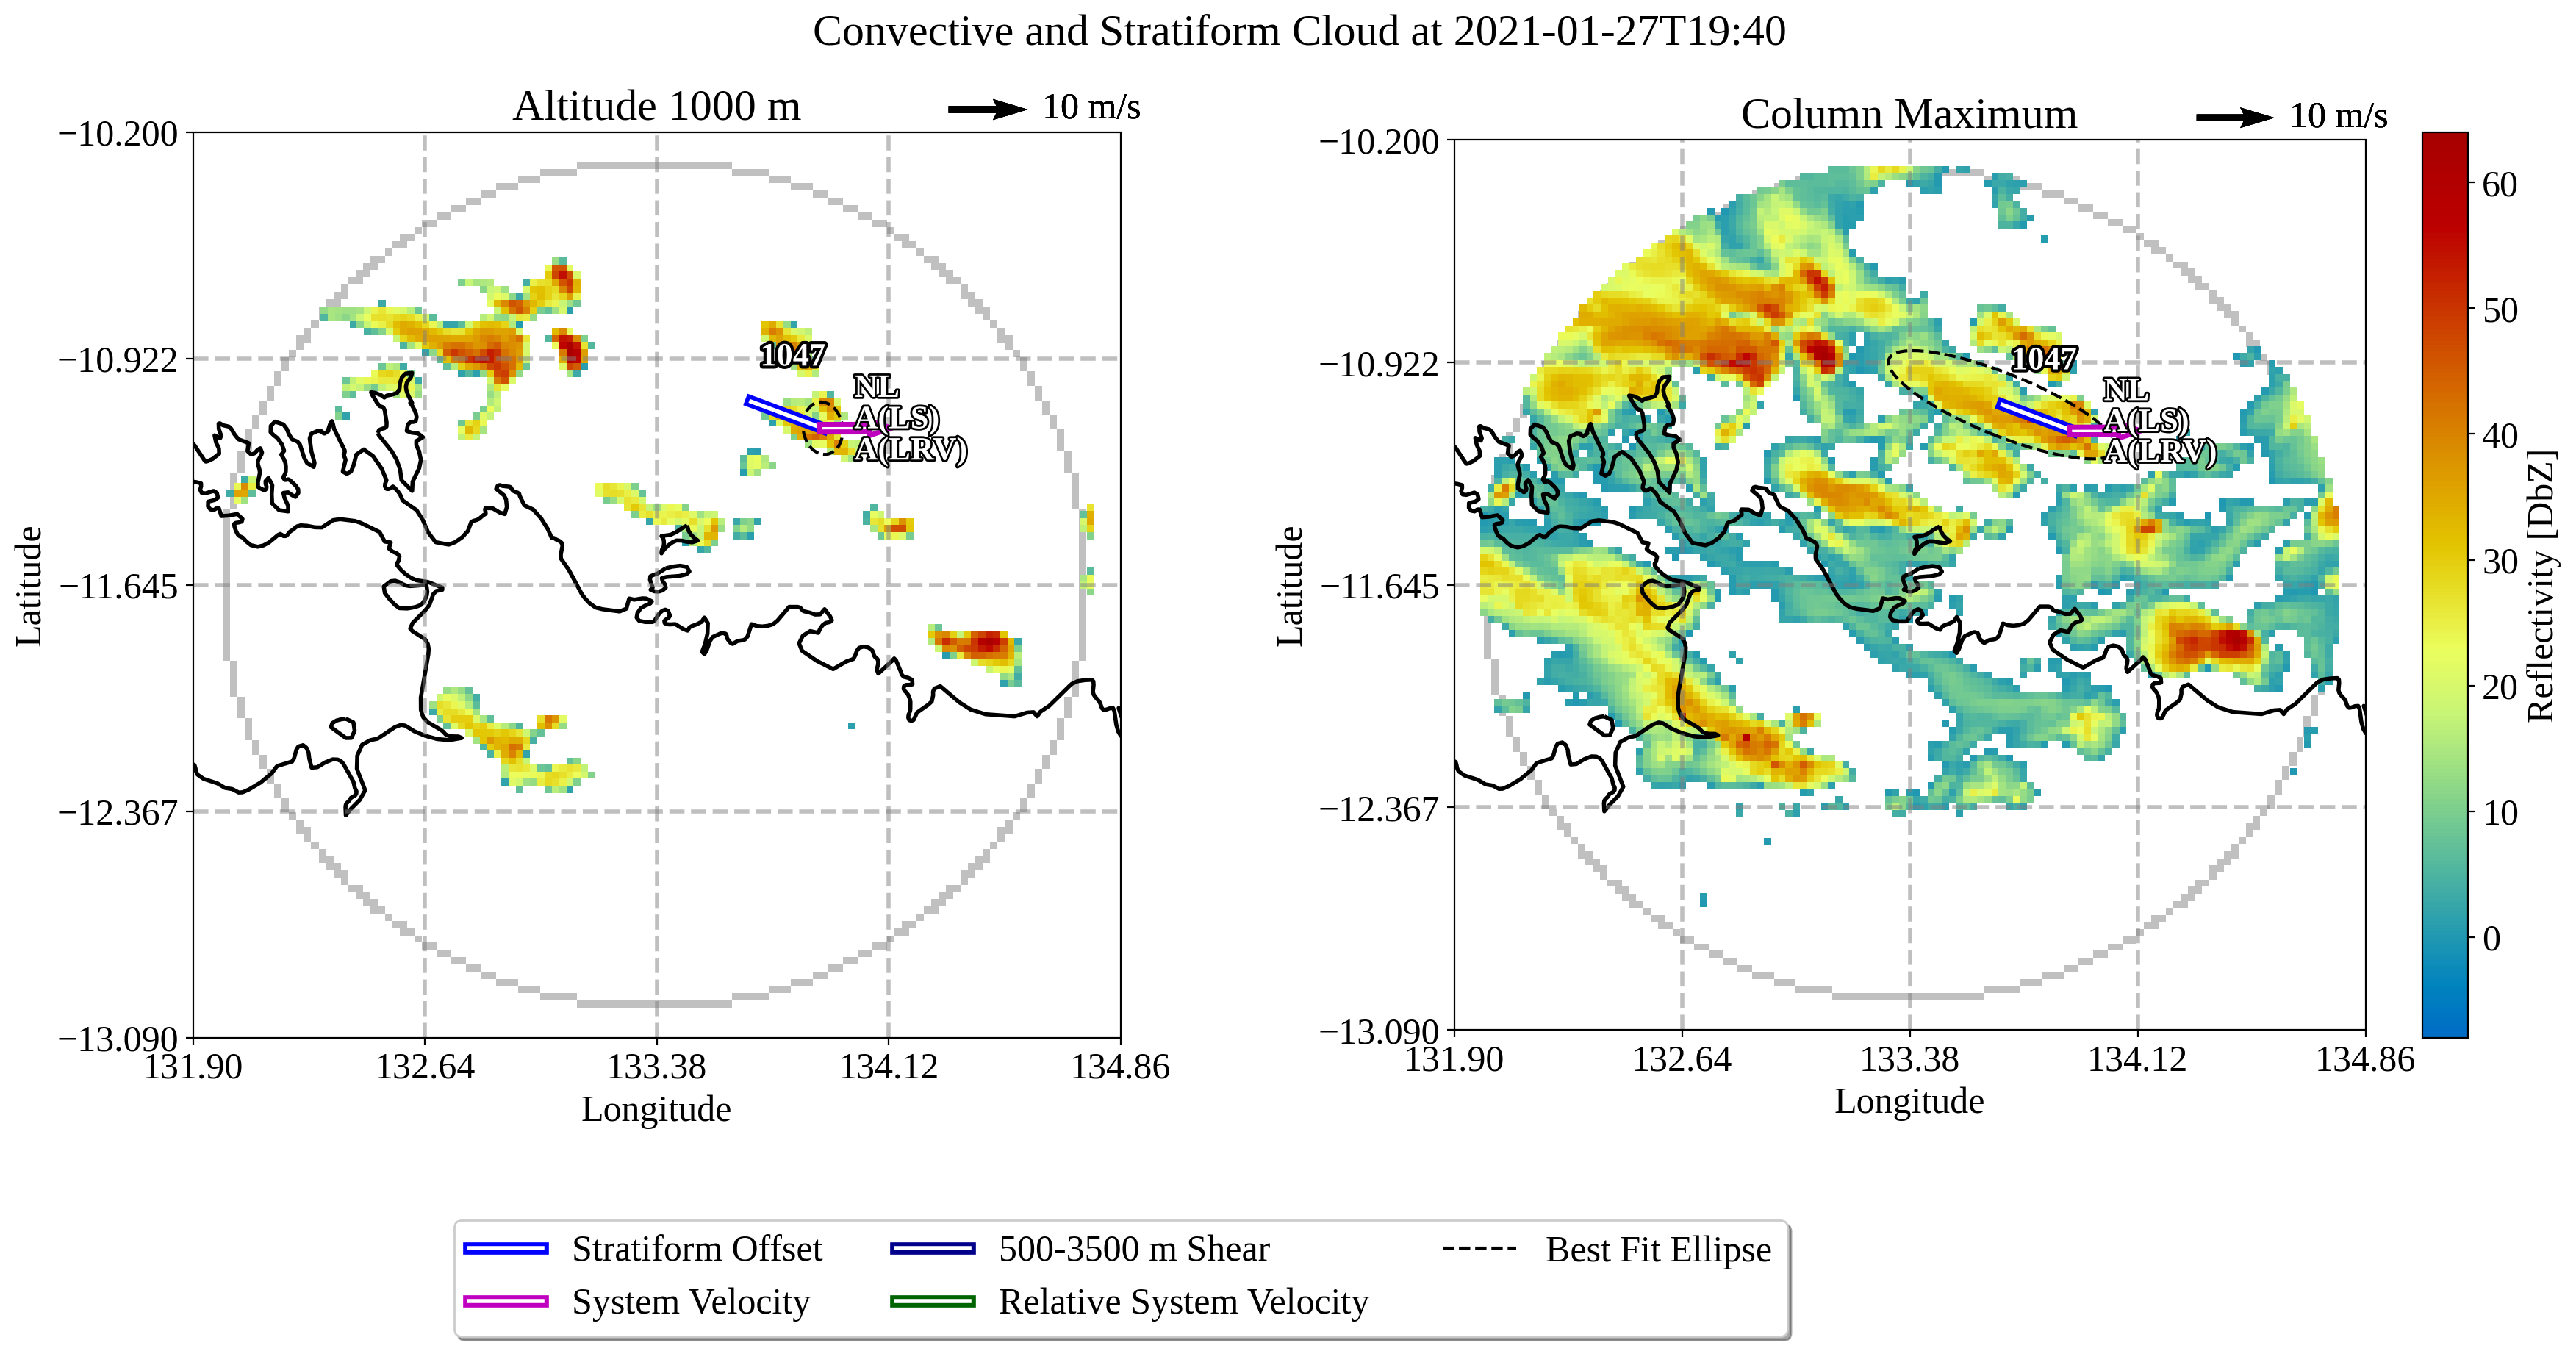 Convective and Stratiform Cloud at 2021-01-27T19:40
Altitude 1000 m
10 m/s
−10.200
−10.922
−11.645
−12.367
−13.090
131.90
132.64
133.38
134.12
134.86
Latitude
Longitude
1047
NL
A(LS)
A(LRV)
Column Maximum
10 m/s
−10.200
−10.922
−11.645
−12.367
−13.090
131.90
132.64
133.38
134.12
134.86
Latitude
Longitude
1047
NL
A(LS)
A(LRV)
60
50
40
30
20
10
0
Reflectivity [DbZ]
Stratiform Offset
System Velocity
500-3500 m Shear
Relative System Velocity
Best Fit Ellipse